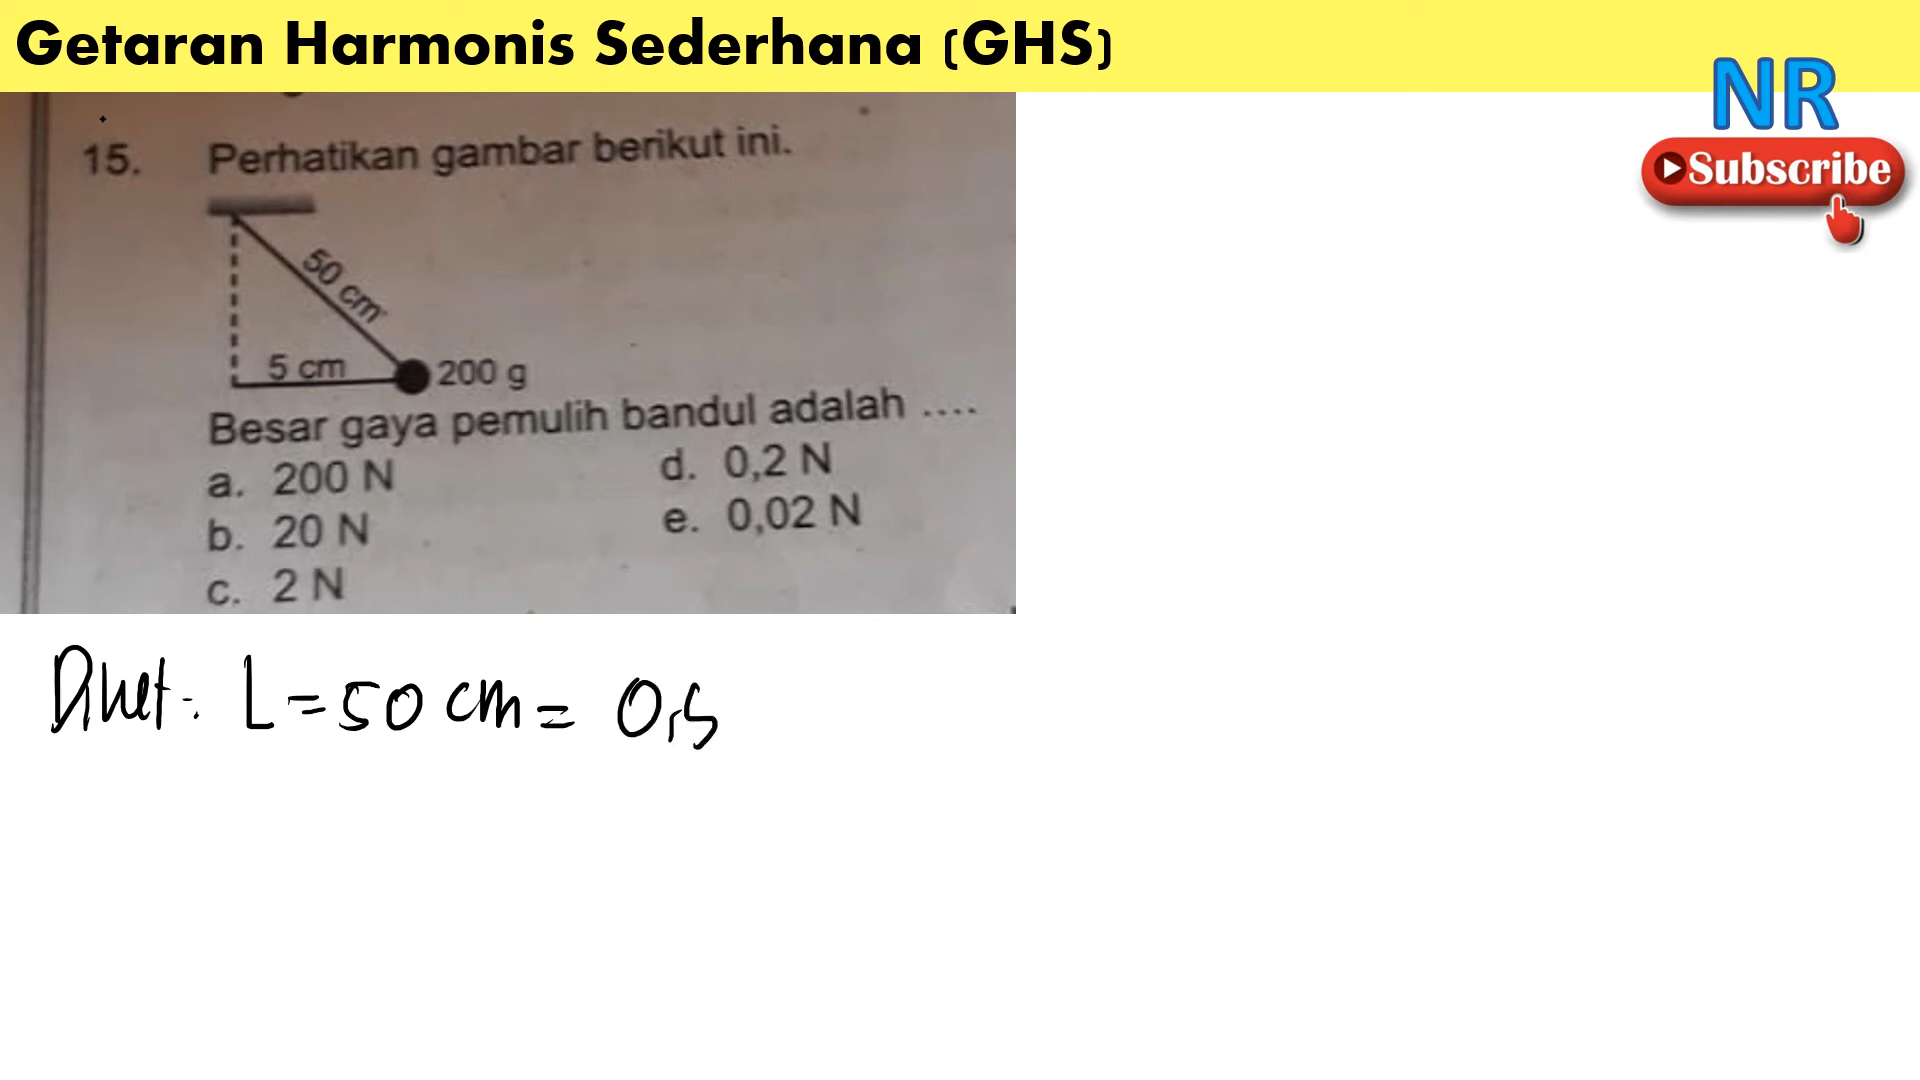 Getaran Harmonis Sederhana (GHS)
NR
Subscribe
15. Perhatikan gambar berikut ini.
50 cm
5 cm
200 g
Besar gaya pemulih bandul adalah ....
a. 200 N
d. 0,2 N
b. 20 N
e. 0,02 N
c. 2 N
Diket : L = 50 cm = 0,5